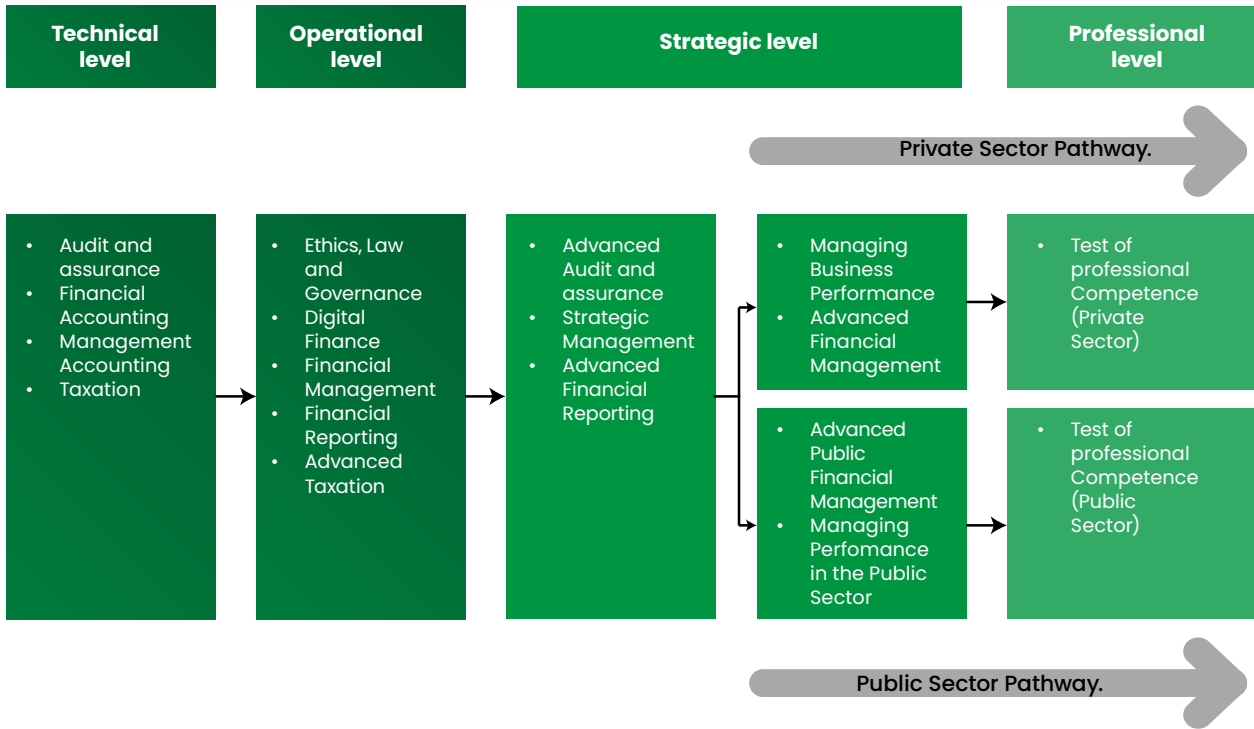 Technical
level
Operational
level
Strategic level
Professional
level
Private Sector Pathway.
• Audit and
assurance
• Financial
Accounting
• Management
Accounting
• Taxation
• Ethics, Law
and
Governance
• Digital
Finance
• Financial
Management
• Financial
Reporting
• Advanced
Taxation
• Advanced
Audit and
assurance
• Strategic
Management
• Advanced
Financial
Reporting
• Managing
Business
Performance
• Advanced
Financial
Management
• Test of
professional
Competence
(Private
Sector)
• Advanced
Public
Financial
Management
• Managing
Perfomance
in the Public
Sector
• Test of
professional
Competence
(Public
Sector)
Public Sector Pathway.